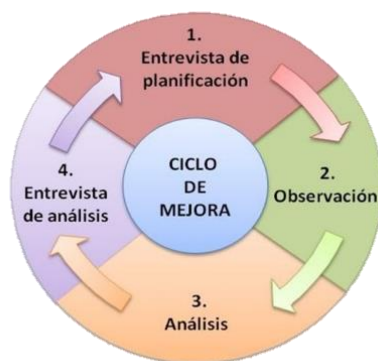 1.
Entrevista de
planificación
2.
Observación
3.
Análisis
4.
Entrevista
de análisis
CICLO
DE
MEJORA